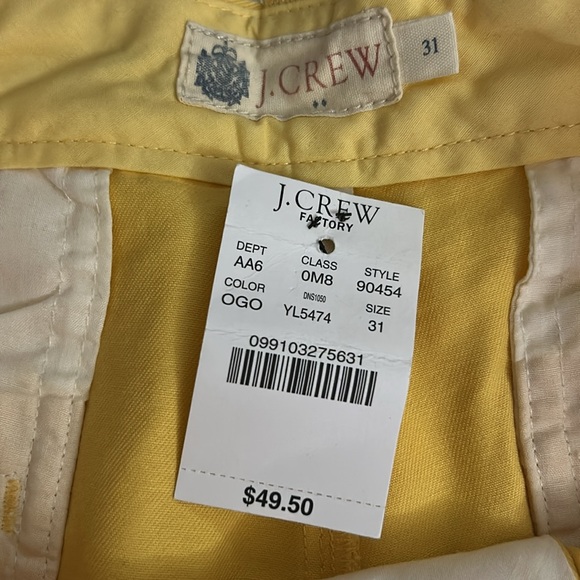 J.CREW
31
J.CREW
FACTORY
DEPT CLASS STYLE
AA6 0M8 90454
COLOR DNS1050 SIZE
OGO YL5474 31
099103275631
$49.50